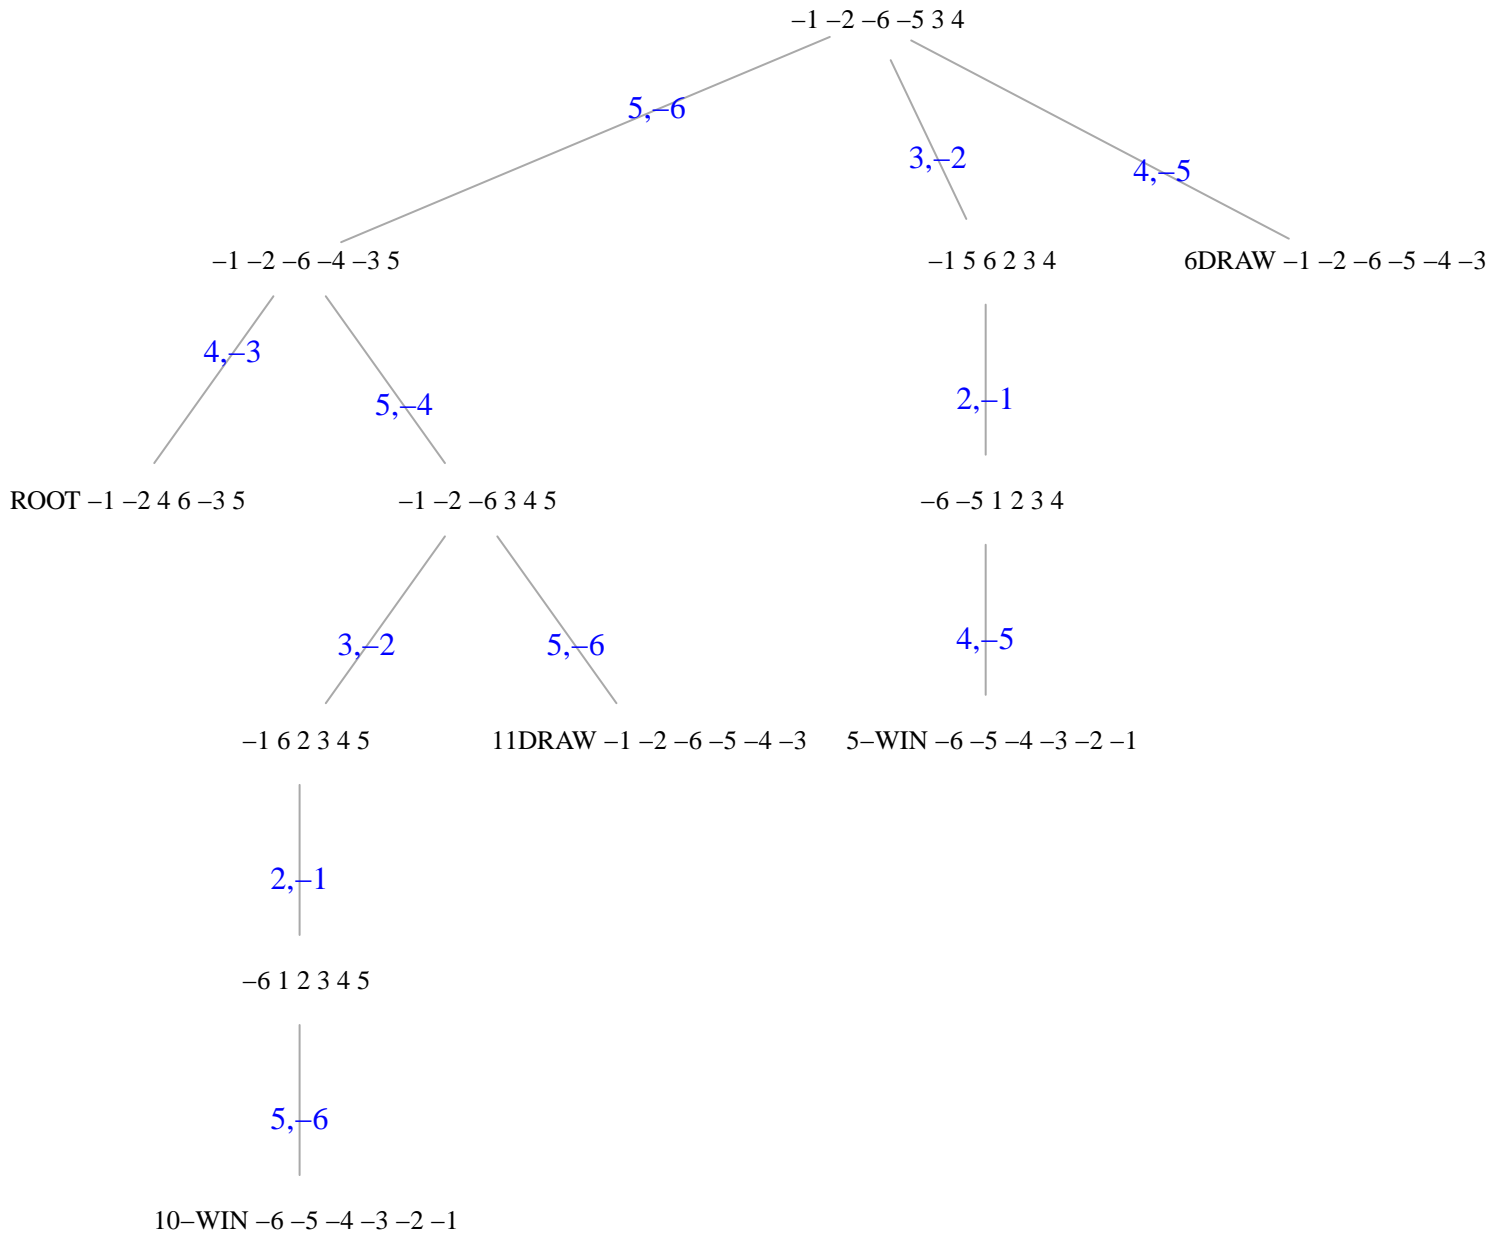 –1 –2 –6 –5 3 4
5,–6
3,–2
4,–5
–1 –2 –6 –4 –3 5
–1 5 6 2 3 4
6DRAW –1 –2 –6 –5 –4 –3
4,–3
5,–4
2,–1
ROOT –1 –2 4 6 –3 5
–1 –2 –6 3 4 5
–6 –5 1 2 3 4
3,–2
5,–6
4,–5
–1 6 2 3 4 5
11DRAW –1 –2 –6 –5 –4 –3
5–WIN –6 –5 –4 –3 –2 –1
2,–1
–6 1 2 3 4 5
5,–6
10–WIN –6 –5 –4 –3 –2 –1